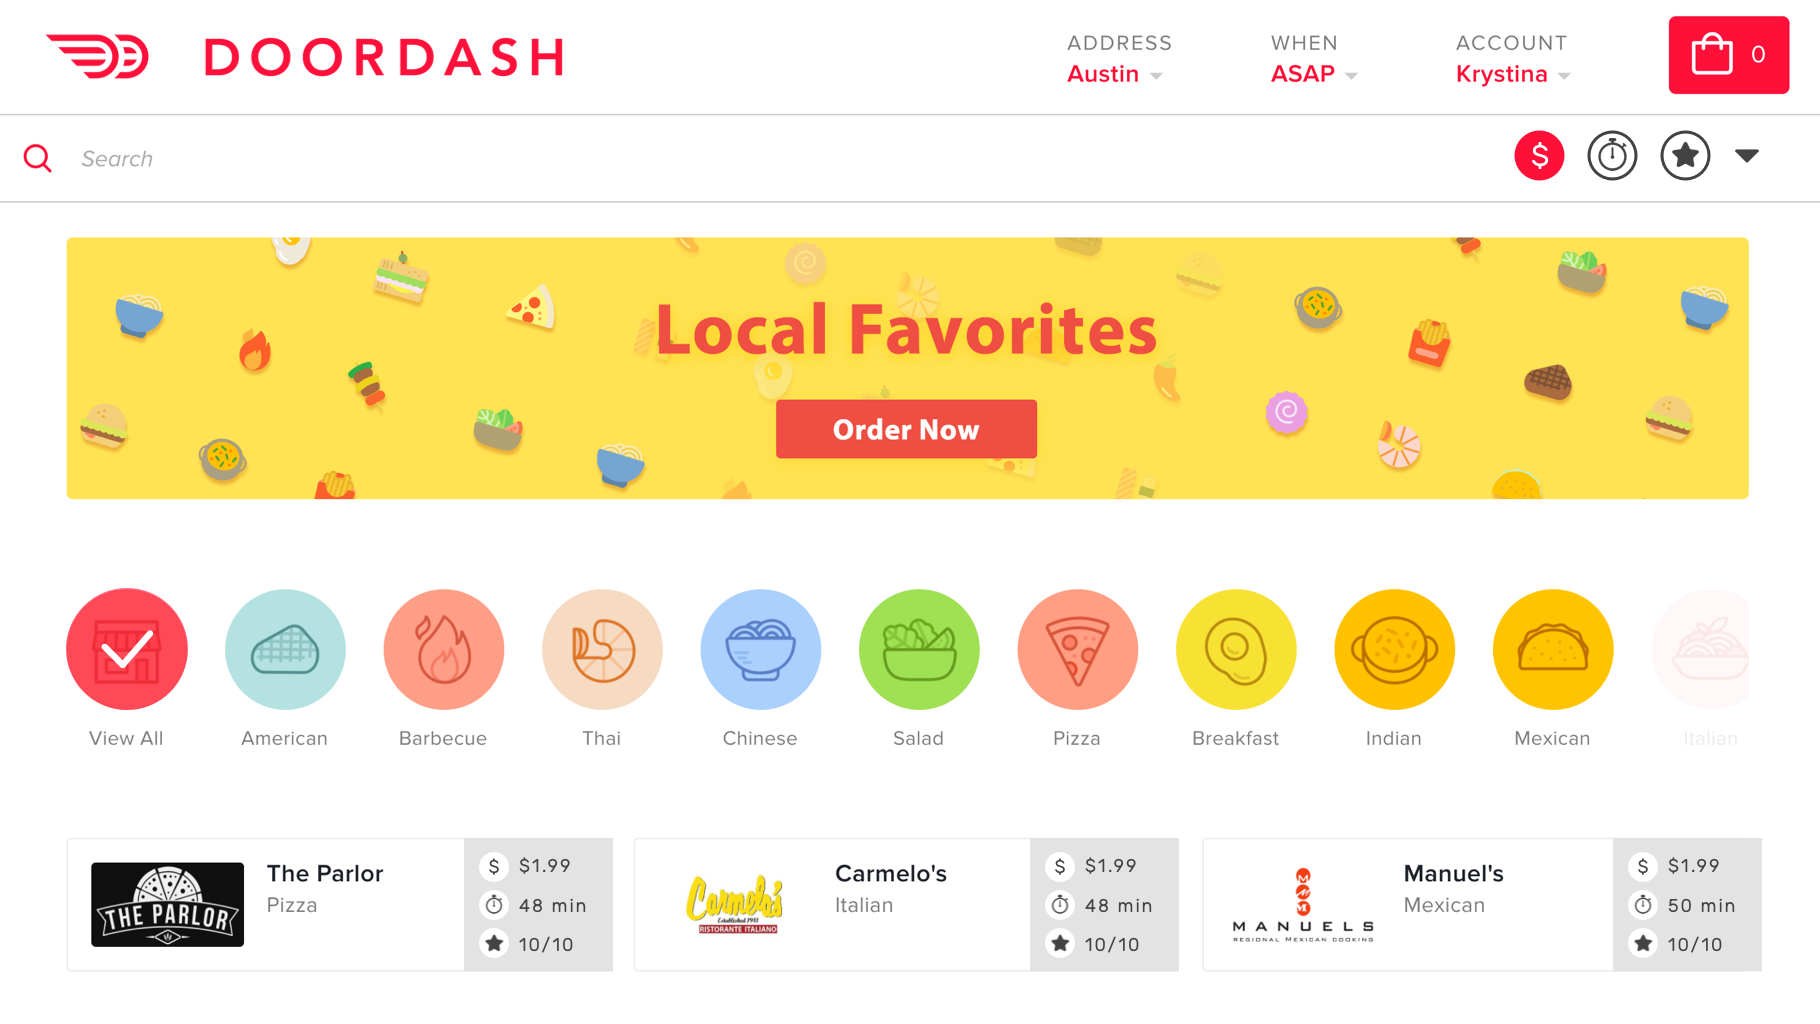 DOORDASH
ADDRESS
Austin
WHEN
ASAP
ACCOUNT
Krystina
0
Search
$
Local Favorites
Order Now
View All
American
Barbecue
Thai
Chinese
Salad
Pizza
Breakfast
Indian
Mexican
Italian
THE PARLOR
The Parlor
Pizza
$ $1.99
48 min
10/10
Carmelo's
Established 1987
RISTORANTE ITALIANO
Carmelo's
Italian
$ $1.99
48 min
10/10
MANUELS
REGIONAL MEXICAN COOKING
Manuel's
Mexican
$ $1.99
50 min
10/10